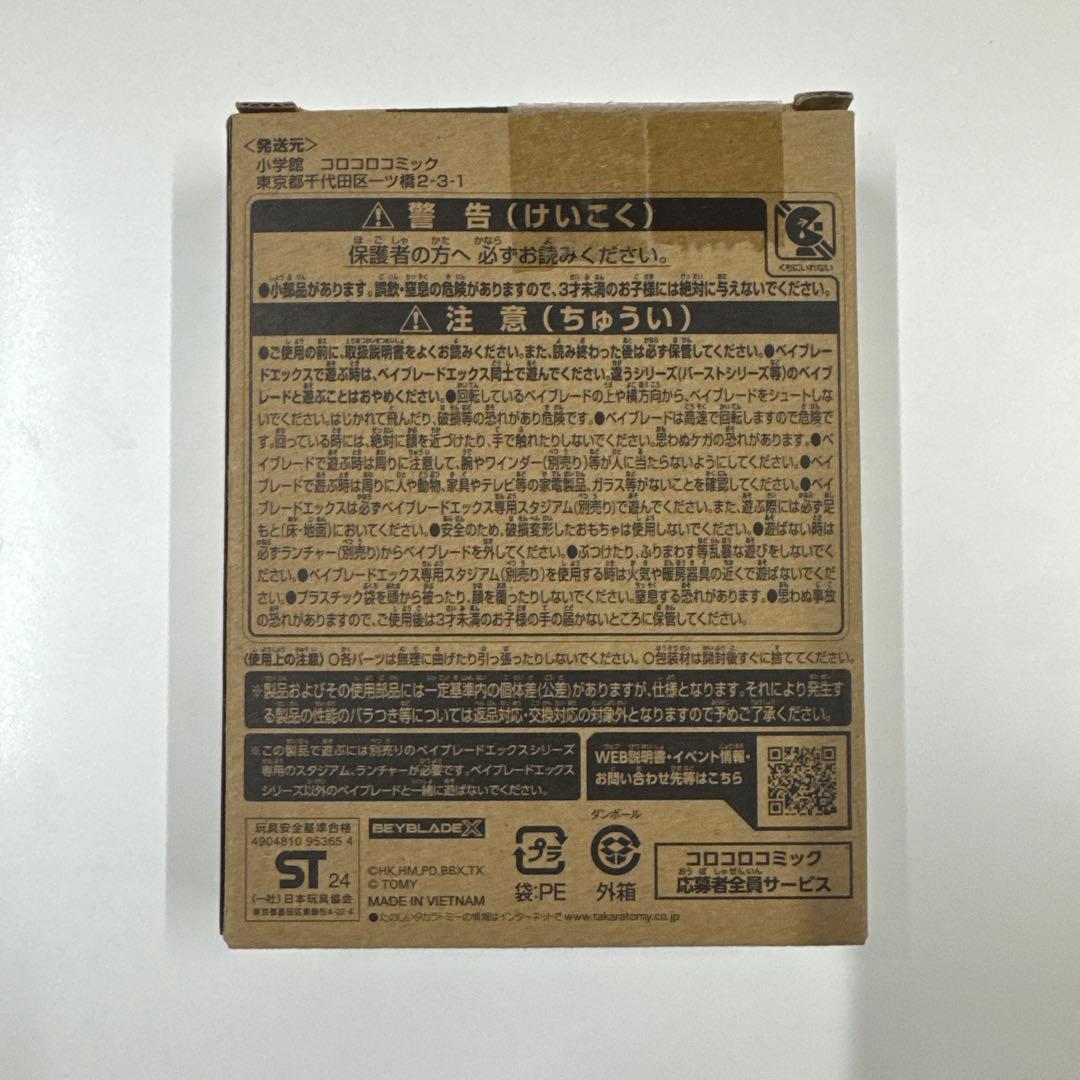 〈発送元〉
小学館 コロコロコミック
東京都千代田区一ツ橋2-3-1
警 告(けいこく)
くちにいれない
保護者の方へ 必ずお読みください。
●小部品があります。誤飲・窒息の危険がありますので、3才未満のお子様には絶対に与えないでください。
注 意(ちゅうい)
●ご使用の前に、取扱説明書をよくお読みください。また、読み終わった後は必ず保管してください。●ベイブレー
ドエックスで遊ぶ時は、ベイブレードエックス同士で遊んでください。違うシリーズ(バーストシリーズ等)のベイブ
レードと遊ぶことはおやめください。●回転しているベイブレードの上や横方向から、ベイブレードをシュートしな
いでください。はじかれて飛んだり、破損等の恐れがあり危険です。●ベイブレードは高速で回転しますので危険で
す。回っている時には、絶対に顔を近づけたり、手で触れたりしないでください。思わぬケガの恐れがあります。●ベ
イブレードで遊ぶ時は周りに注意して、腕やワインダー(別売り)等が人に当たらないようにしてください。●ベイ
ブレードで遊ぶ時は周りに人や動物、家具やテレビ等の家電製品、ガラス等がないことを確認してください。●ベイ
ブレードエックスは必ずベイブレードエックス専用スタジアム(別売り)で遊んでください。また、遊ぶ際には必ず足
もと(床・地面)においてください。●安全のため、破損変形したおもちゃは使用しないでください。●遊ばない時は
必ずランチャー(別売り)からベイブレードを外してください。●ぶつけたり、ふりまわす等乱暴な遊びをしないでくだ
さい。●ベイブレードエックス専用スタジアム(別売り)を使用する時は火気や暖房器具の近くで遊ばないでくださ
い。●プラスチック袋を頭から被ったり、顔を覆ったりしないでください。窒息する恐れがあります。●思わぬ事故
の恐れがありますので、ご使用後は3才未満のお子様の手の届かないところに保管してください。
〈使用上の注意〉○各パーツは無理に曲げたり引っ張ったりしないでください。○包装材は開封後すぐに捨ててください。
※製品およびその使用部品には一定基準内の個体差(公差)がありますが、仕様となります。それにより発生す
る製品の性能のバラつき等については返品対応・交換対応の対象外となりますので予めご了承ください。
※この製品で遊ぶには別売りのベイブレードエックスシリーズ
専用のスタジアム、ランチャーが必要です。ベイブレードエックス
シリーズ以外のベイブレードと一緒に遊ばないでください。
WEB説明書・イベント情報・
お問い合わせ先等はこちら
玩具安全基準合格
4904810 95365 4
ST 24
(一社)日本玩具協会
東京都墨田区東駒形4-22-4
BEYBLADE X
©HK,HM,PD,BBX,TX
© TOMY
MADE IN VIETNAM
プラ
袋:PE
ダンボール
外箱
コロコロコミック
応募者全員サービス
●たのしいタカラトミーの情報はインターネットで www.takaratomy.co.jp